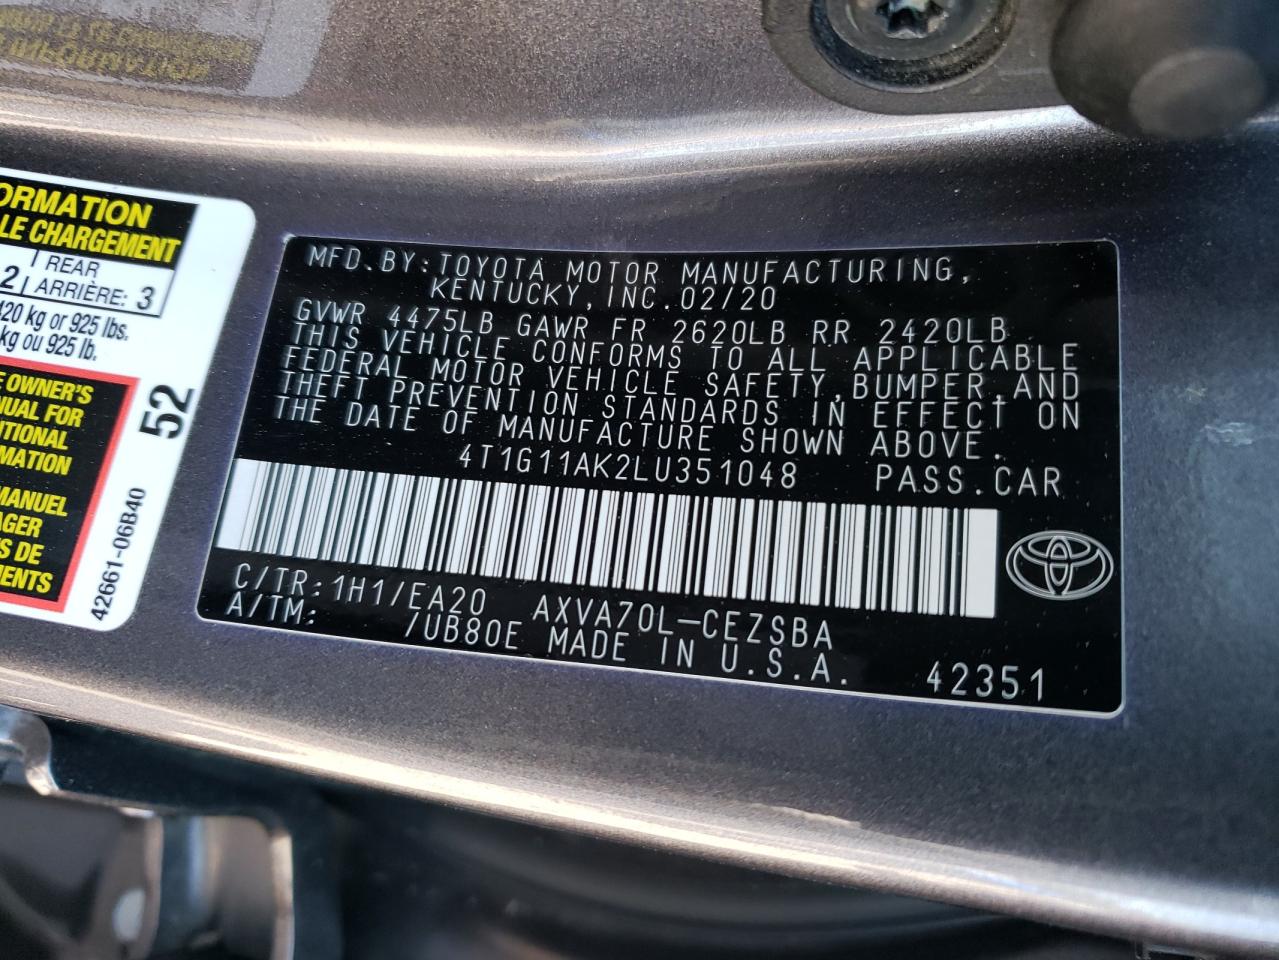 ORMATION
LE CHARGEMENT
2 REAR
ARRIÈRE: 3
420 kg or 925 lbs.
kg ou 925 lb.
E OWNER'S
NUAL FOR
ITIONAL
MATION
MANUEL
AGER
S DE
MENTS
52
42661-06B40
MFD.BY:TOYOTA MOTOR MANUFACTURING,
KENTUCKY,INC.02/20
GVWR 4475LB GAWR FR 2620LB RR 2420LB
THIS VEHICLE CONFORMS TO ALL APPLICABLE
FEDERAL MOTOR VEHICLE SAFETY,BUMPER,AND
THEFT PREVENTION STANDARDS IN EFFECT ON
THE DATE OF MANUFACTURE SHOWN ABOVE.
4T1G11AK2LU351048 PASS.CAR
C/TR:1H1/EA20 AXVA70L-CEZSBA
A/TM: /UB80E MADE IN U.S.A.
42351